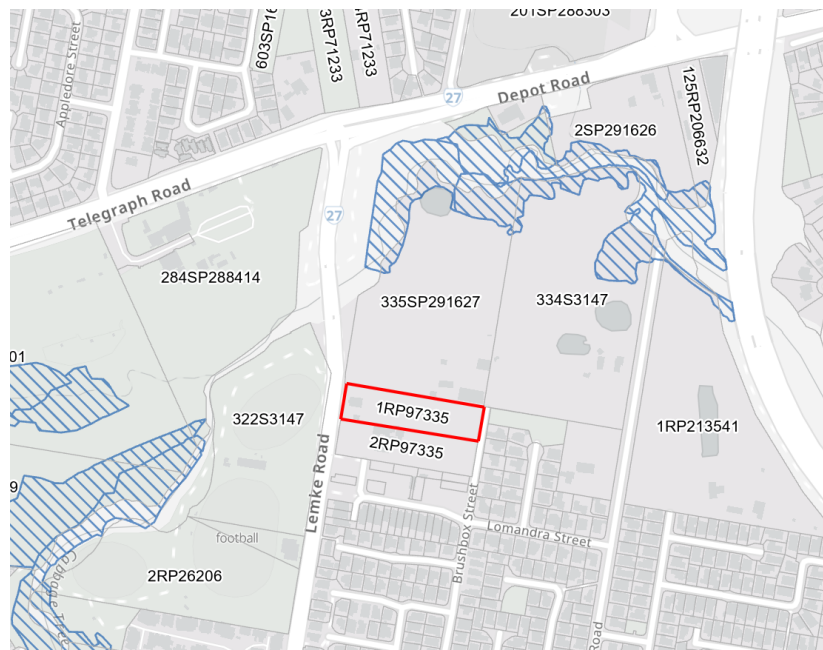 201SP288303
603SP16
3RP71233
4RP71233
Appledore Street
Depot Road
27
125RP206632
2SP291626
Telegraph Road
27
284SP288414
335SP291627
334S3147
01
1RP97335
322S3147
1RP213541
2RP97335
Lemke Road
9
football
Lomandra Street
Brushbox Street
2RP26206
Road